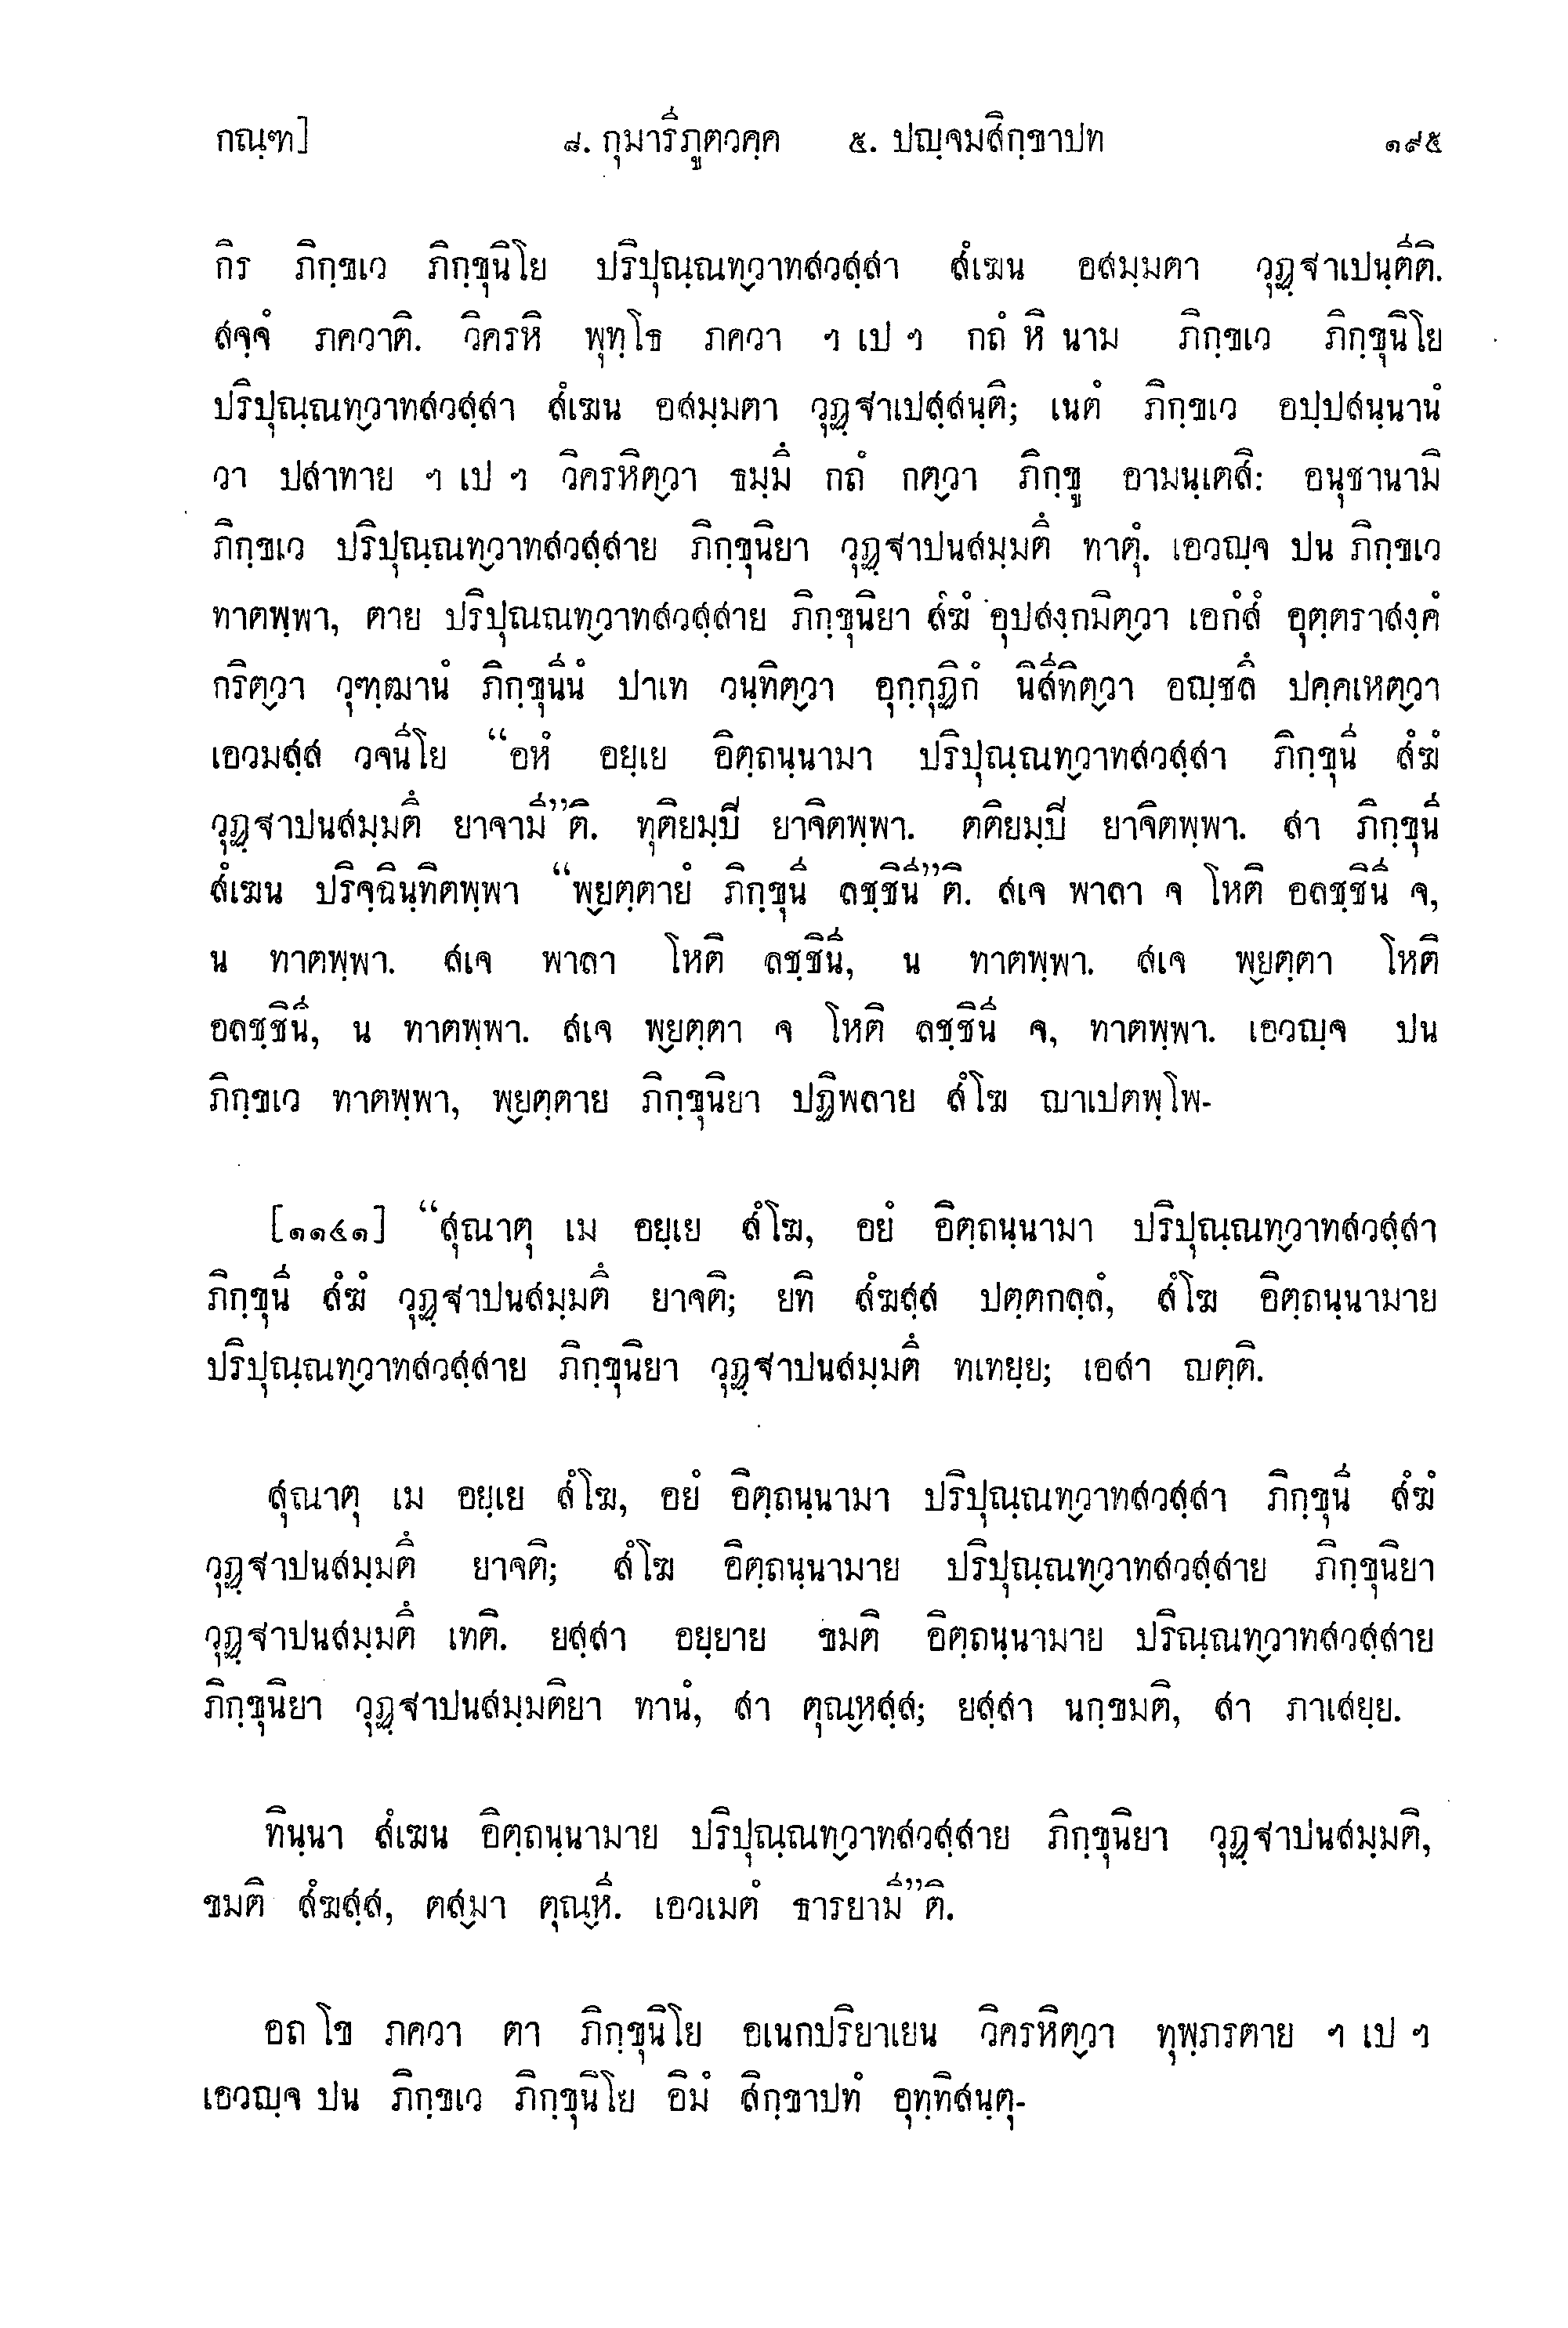 กณฺฑ] ๘. กุมารีภูตวคฺค ๕. ปญฺจมสิกฺขาปท ๑๙๕
กิร ภิกฺขเว ภิกฺขุนิโย ปริปุณฺณทฺวาทสวสฺสา สํเฆน อสมฺมตา วุฏฺฐาเปนฺตีติ.
สจฺจํ ภควาติ. วิครหิ พุทฺโธ ภควา ฯ เป ฯ กถํ หิ นาม ภิกฺขเว ภิกฺขุนิโย
ปริปุณฺณทฺวาทสวสฺสา สํเฆน อสมฺมตา วุฏฺฐาเปสฺสนฺติ; เนตํ ภิกฺขเว อปฺปสนฺนานํ
วา ปสาทาย ฯ เป ฯ วิครหิตฺวา ธมฺมิํ กถํ กตฺวา ภิกฺขู อามนฺเตสิ: อนุชานามิ
ภิกฺขเว ปริปุณฺณทฺวาทสวสฺสาย ภิกฺขุนิยา วุฏฺฐาปนสมฺมติํ ทาตุํ. เอวญฺจ ปน ภิกฺขเว
ทาตพฺพา, ตาย ปริปุณฺณทฺวาทสวสฺสาย ภิกฺขุนิยา สํฆํ อุปสงฺกมิตฺวา เอกํสํ อุตฺตราสงฺคํ
กริตฺวา วุฑฺฒานํ ภิกฺขุนีนํ ปาเท วนฺทิตฺวา อุกฺกุฏิกํ นิสีทิตฺวา อญฺชลิํ ปคฺคเหตฺวา
เอวมสฺส วจนีโย “อหํ อยฺเย อิตฺถนฺนามา ปริปุณฺณทฺวาทสวสฺสา ภิกฺขุนี สํฆํ
วุฏฺฐาปนสมฺมติํ ยาจามี”ติ. ทุติยมฺปี ยาจิตพฺพา. ตติยมฺปี ยาจิตพฺพา. สา ภิกฺขุนี
สํเฆน ปริจฺฉินฺทิตพฺพา “พฺยตฺตายํ ภิกฺขุนี ลชฺชินี”ติ. สเจ พาลา จ โหติ อลชฺชินี จ,
น ทาตพฺพา. สเจ พาลา โหติ ลชฺชินี, น ทาตพฺพา. สเจ พฺยตฺตา โหติ
อลชฺชินี, น ทาตพฺพา. สเจ พฺยตฺตา จ โหติ ลชฺชินี จ, ทาตพฺพา. เอวญฺจ ปน
ภิกฺขเว ทาตพฺพา, พฺยตฺตาย ภิกฺขุนิยา ปฏิพลาย สํโฆ ญาเปตพฺโพ-
[๑๑๔๑] “สุณาตุ เม อยฺเย สํโฆ, อยํ อิตฺถนฺนามา ปริปุณฺณทฺวาทสวสฺสา
ภิกฺขุนี สํฆํ วุฏฺฐาปนสมฺมติํ ยาจติ; ยทิ สํฆสฺส ปตฺตกลฺลํ, สํโฆ อิตฺถนฺนามาย
ปริปุณฺณทฺวาทสวสฺสาย ภิกฺขุนิยา วุฏฺฐาปนสมฺมติํ ทเทยฺย; เอสา ญตฺติ.
สุณาตุ เม อยฺเย สํโฆ, อยํ อิตฺถนฺนามา ปริปุณฺณทฺวาทสวสฺสา ภิกฺขุนี สํฆํ
วุฏฺฐาปนสมฺมติํ ยาจติ; สํโฆ อิตฺถนฺนามาย ปริปุณฺณทฺวาทสวสฺสาย ภิกฺขุนิยา
วุฏฺฐาปนสมฺมติํ เทติ. ยสฺสา อยฺยาย ขมติ อิตฺถนฺนามาย ปริณฺณทฺวาทสวสฺสาย
ภิกฺขุนิยา วุฏฺฐาปนสมฺมติยา ทานํ, สา ตุณฺหสฺส; ยสฺสา นกฺขมติ, สา ภาเสยฺย.
ทินฺนา สํเฆน อิตฺถนฺนามาย ปริปุณฺณทฺวาทสวสฺสาย ภิกฺขุนิยา วุฏฺฐาปนสมฺมติ,
ขมติ สํฆสฺส, ตสฺมา ตุณฺหี. เอวเมตํ ธารยามี”ติ.
อถ โข ภควา ตา ภิกฺขุนิโย อเนกปริยาเยน วิครหิตฺวา ทุพฺภรตาย ฯ เป ฯ
เอวญฺจ ปน ภิกฺขเว ภิกฺขุนิโย อิมํ สิกฺขาปทํ อุทฺทิสนฺตุ-